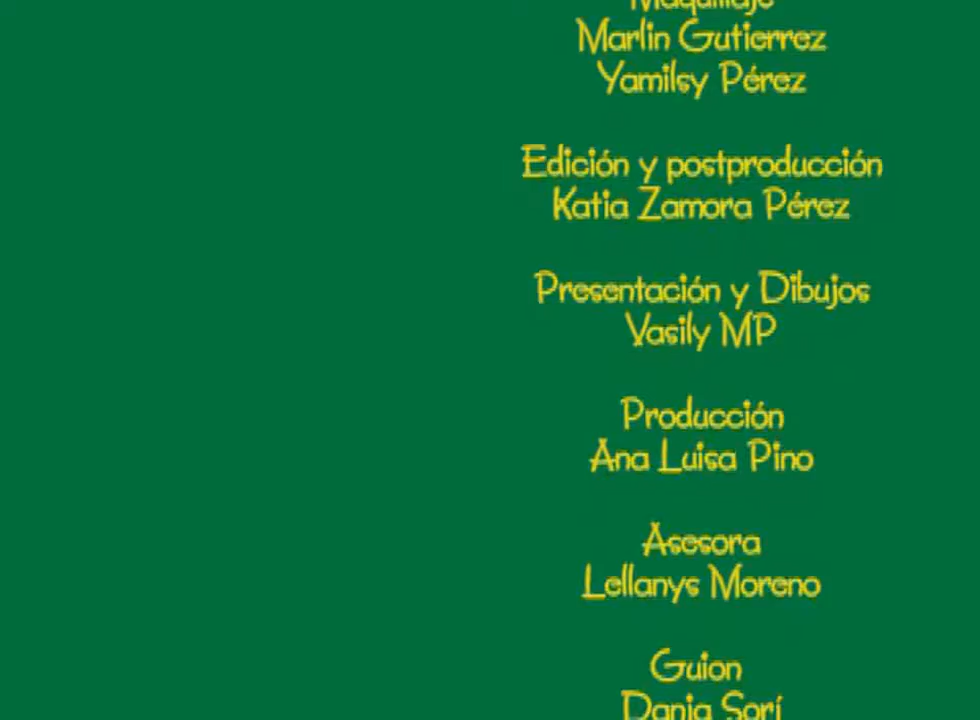 Maquillaje
Marlin Gutierrez
Yamilsy Pérez
Edición y postproducción
Katia Zamora Pérez
Presentación y Dibujos
Vasily MP
Producción
Ana Luisa Pino
Asesora
Lellanys Moreno
Guion
Dania Sorí